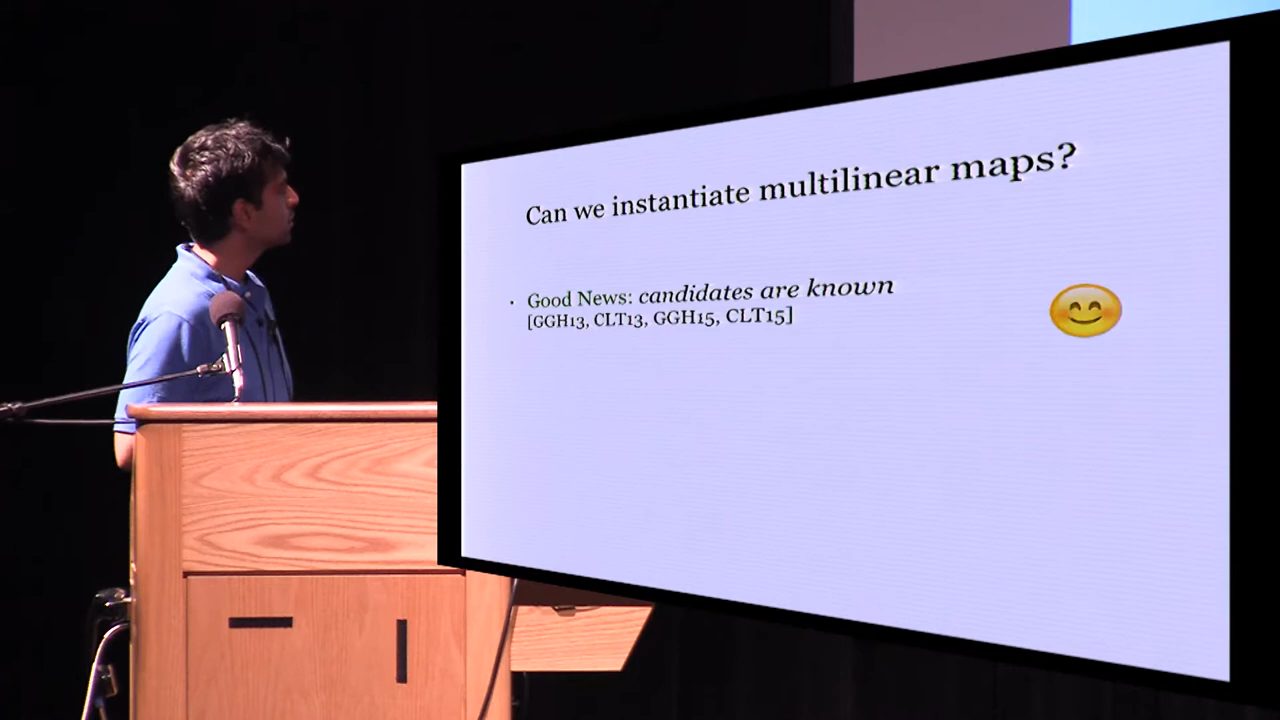 Can we instantiate multilinear maps?
· Good News: candidates are known
[GGH13, CLT13, GGH15, CLT15]